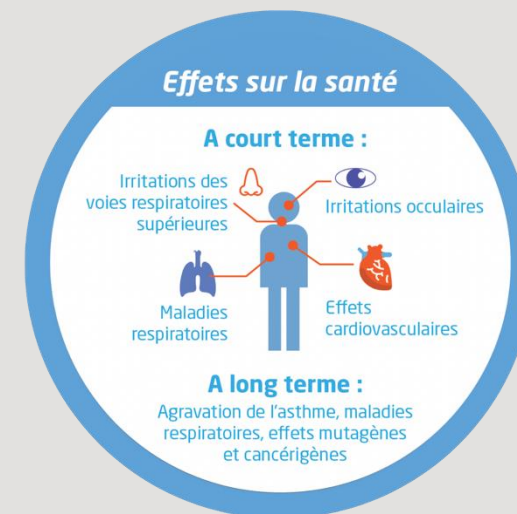 Effets sur la santé
A court terme :
Irritations des
voies respiratoires
supérieures
Irritations occulaires
Maladies
respiratoires
Effets
cardiovasculaires
A long terme :
Agravation de l'asthme, maladies
respiratoires, effets mutagènes
et cancérigènes